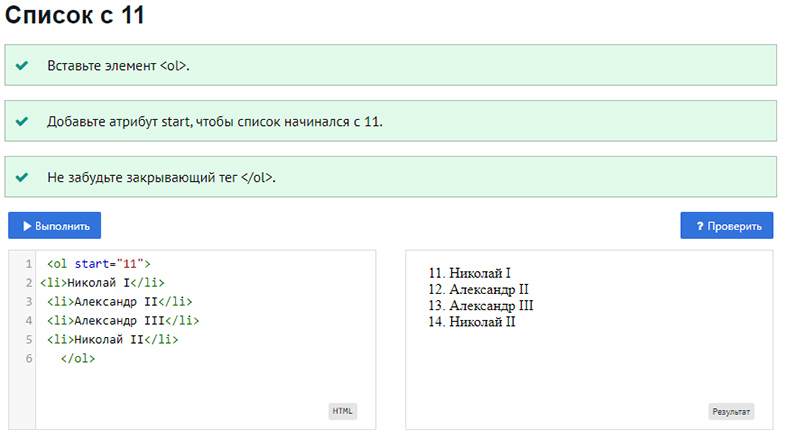 Список с 11
Вставьте элемент <ol>.
Добавьте атрибут start, чтобы список начинался с 11.
Не забудьте закрывающий тег </ol>.
Выполнить
? Проверить
1 <ol start="11">
2 <li>Николай I</li>
3 <li>Александр II</li>
4 <li>Александр III</li>
5 <li>Николай II</li>
6 </ol>
HTML
11. Николай I
12. Александр II
13. Александр III
14. Николай II
Результат